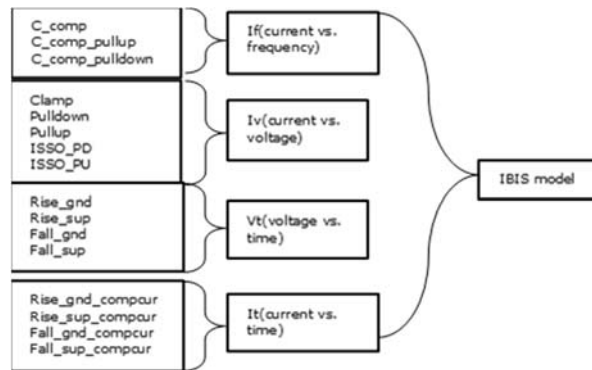 C_comp
C_comp_pullup
C_comp_pulldown
If(current vs.
frequency)
Clamp
Pulldown
Pullup
ISSO_PD
ISSO_PU
Iv(current vs.
voltage)
Rise_gnd
Rise_sup
Fall_gnd
Fall_sup
Vt(voltage vs.
time)
Rise_gnd_compcur
Rise_sup_compcur
Fall_gnd_compcur
Fall_sup_compcur
It(current vs.
time)
IBIS model